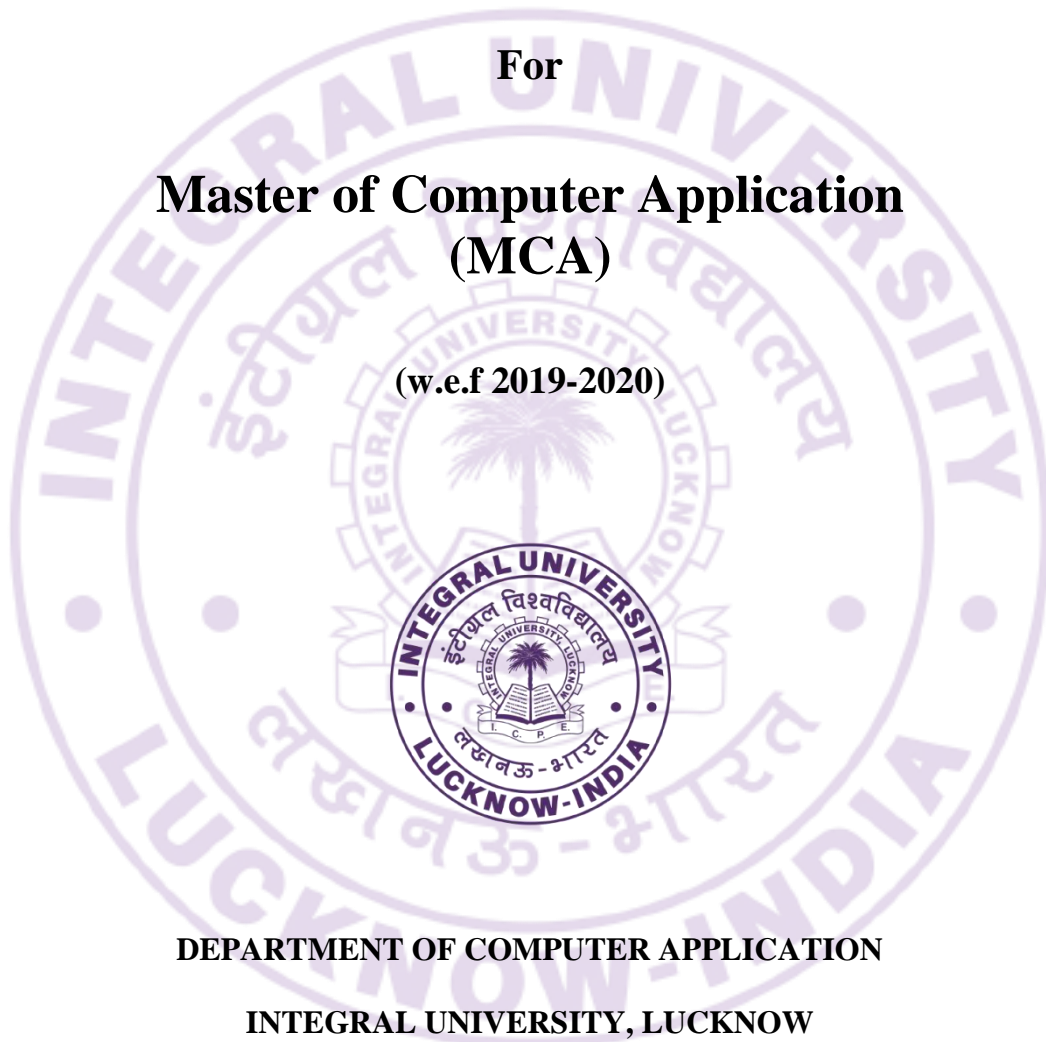 For
Master of Computer Application
(MCA)
(w.e.f 2019-2020)
INTEGRAL UNIVERSITY
इंटीग्रल विश्वविद्यालय
INTEGRAL UNIVERSITY, LUCKNOW
I. C. P. E.
लखनऊ-भारत
LUCKNOW-INDIA
DEPARTMENT OF COMPUTER APPLICATION
INTEGRAL UNIVERSITY, LUCKNOW